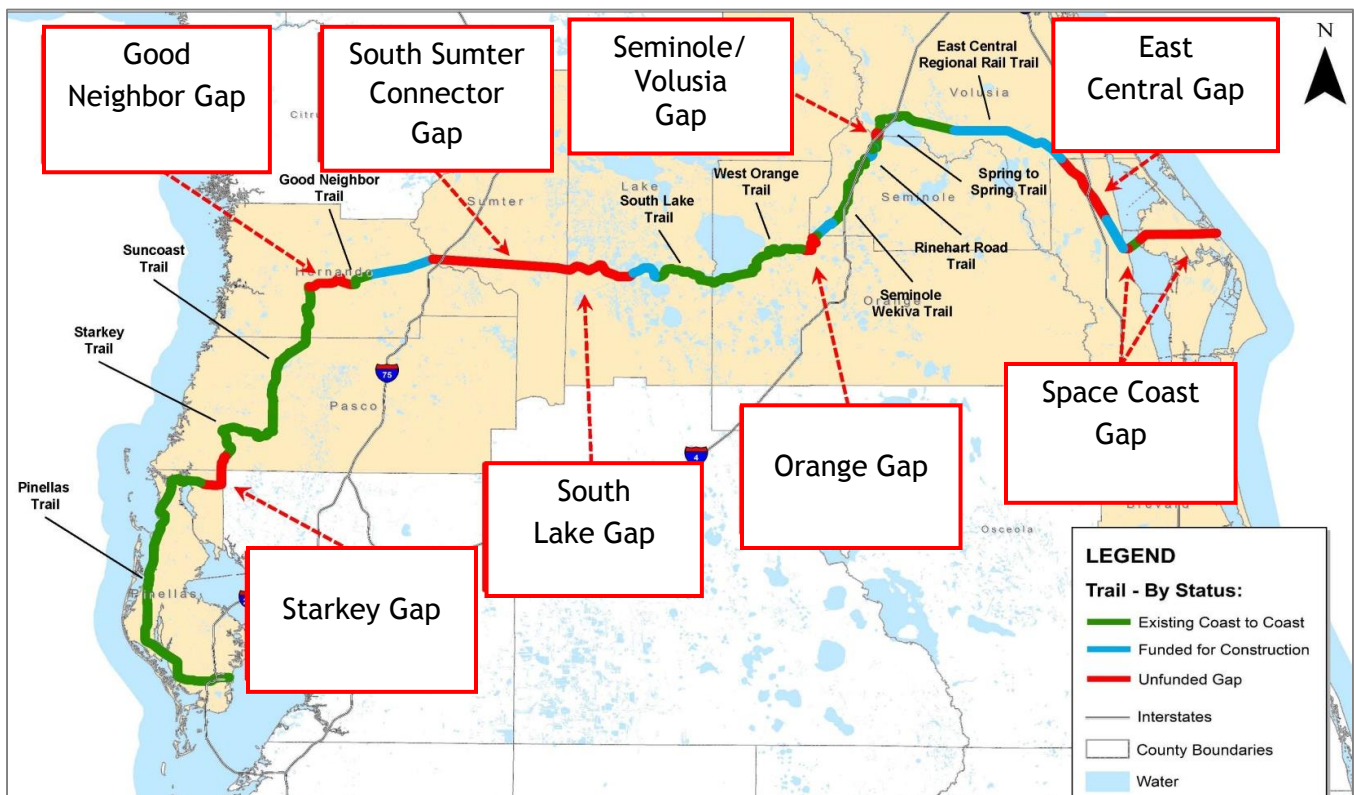 Good
Neighbor Gap
South Sumter
Connector
Gap
Seminole/
Volusia
Gap
East Central
Regional Rail Trail
Volusia
East
Central Gap
N
Good Neighbor
Trail
Sumter
Lake
South Lake
Trail
West Orange
Trail
Spring to
Spring Trail
Seminole
Rinehart Road
Trail
Suncoast
Trail
Hernando
Seminole
Wekiva Trail
Orange
Starkey
Trail
75
Pasco
Space Coast
Gap
Orange Gap
4
Pinellas
Trail
South
Lake Gap
Osceola
Brevard
Pinellas
Starkey Gap
LEGEND
Trail - By Status:
Existing Coast to Coast
Funded for Construction
Unfunded Gap
Interstates
County Boundaries
Water